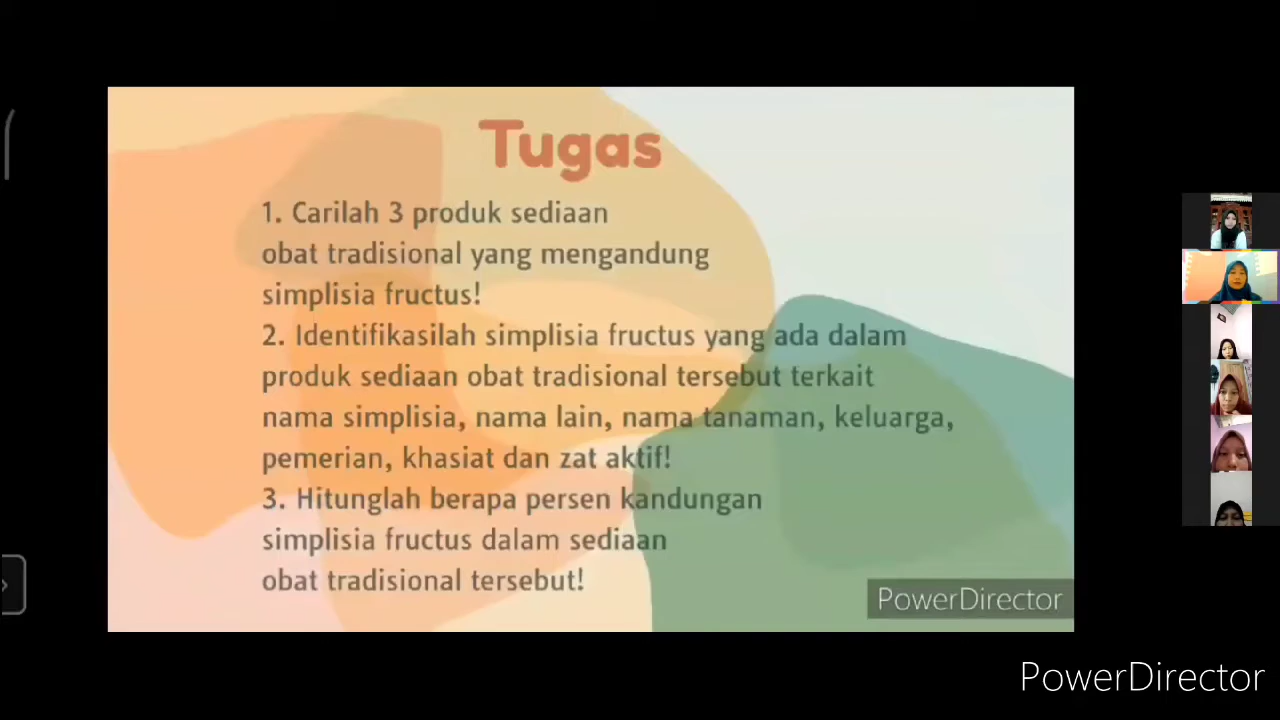 Tugas
1. Carilah 3 produk sediaan
obat tradisional yang mengandung
simplisia fructus!
2. Identifikasilah simplisia fructus yang ada dalam
produk sediaan obat tradisional tersebut terkait
nama simplisia, nama lain, nama tanaman, keluarga,
pemerian, khasiat dan zat aktif!
3. Hitunglah berapa persen kandungan
simplisia fructus dalam sediaan
obat tradisional tersebut!
PowerDirector
PowerDirector